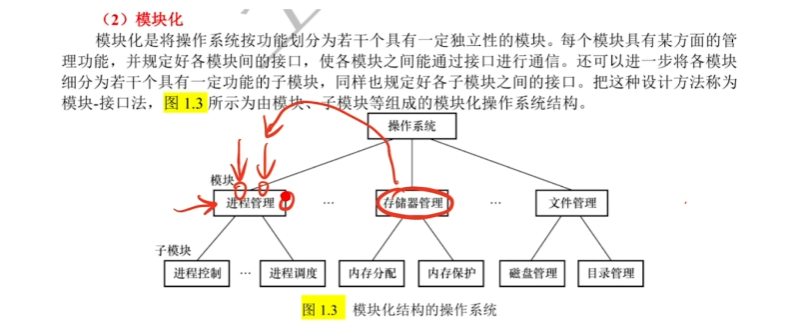 （2）模块化
模块化是将操作系统按功能划分为若干个具有一定独立性的模块。每个模块具有某方面的管
理功能，并规定好各模块间的接口，使各模块之间能通过接口进行通信。还可以进一步将各模块
细分为若干个具有一定功能的子模块，同样也规定好各子模块之间的接口。把这种设计方法称为
模块-接口法，图 1.3 所示为由模块、子模块等组成的模块化操作系统结构。
操作系统
模块
进程管理 … 存储器管理 … 文件管理
子模块
进程控制 … 进程调度 内存分配 内存保护 磁盘管理 目录管理
图 1.3 模块化结构的操作系统